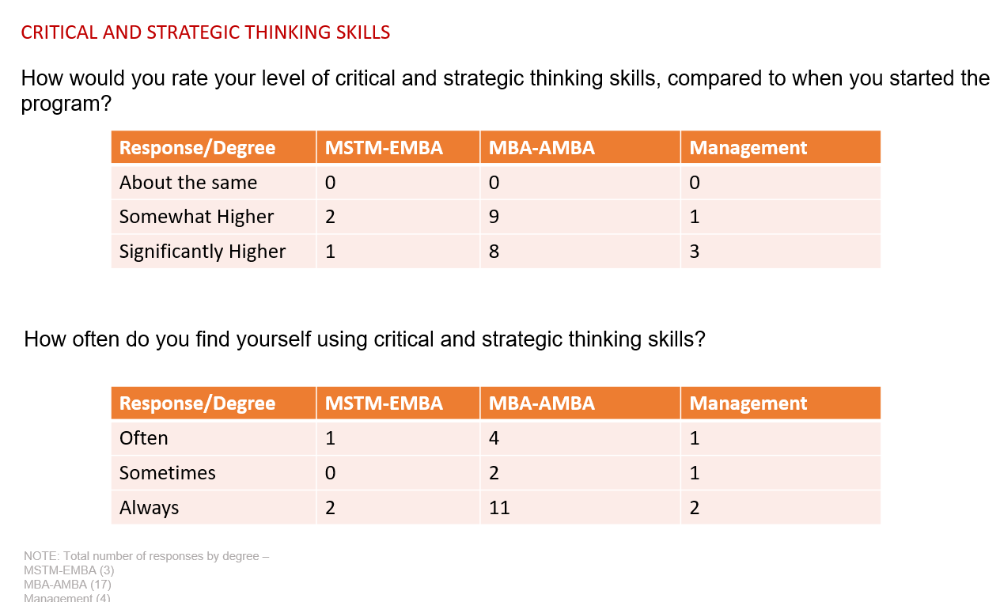 CRITICAL AND STRATEGIC THINKING SKILLS
How would you rate your level of critical and strategic thinking skills, compared to when you started the
program?
Response/Degree MSTM-EMBA MBA-AMBA Management
About the same 0 0 0
Somewhat Higher 2 9 1
Significantly Higher 1 8 3
How often do you find yourself using critical and strategic thinking skills?
Response/Degree MSTM-EMBA MBA-AMBA Management
Often 1 4 1
Sometimes 0 2 1
Always 2 11 2
NOTE: Total number of responses by degree –
MSTM-EMBA (3)
MBA-AMBA (17)
Management (4)